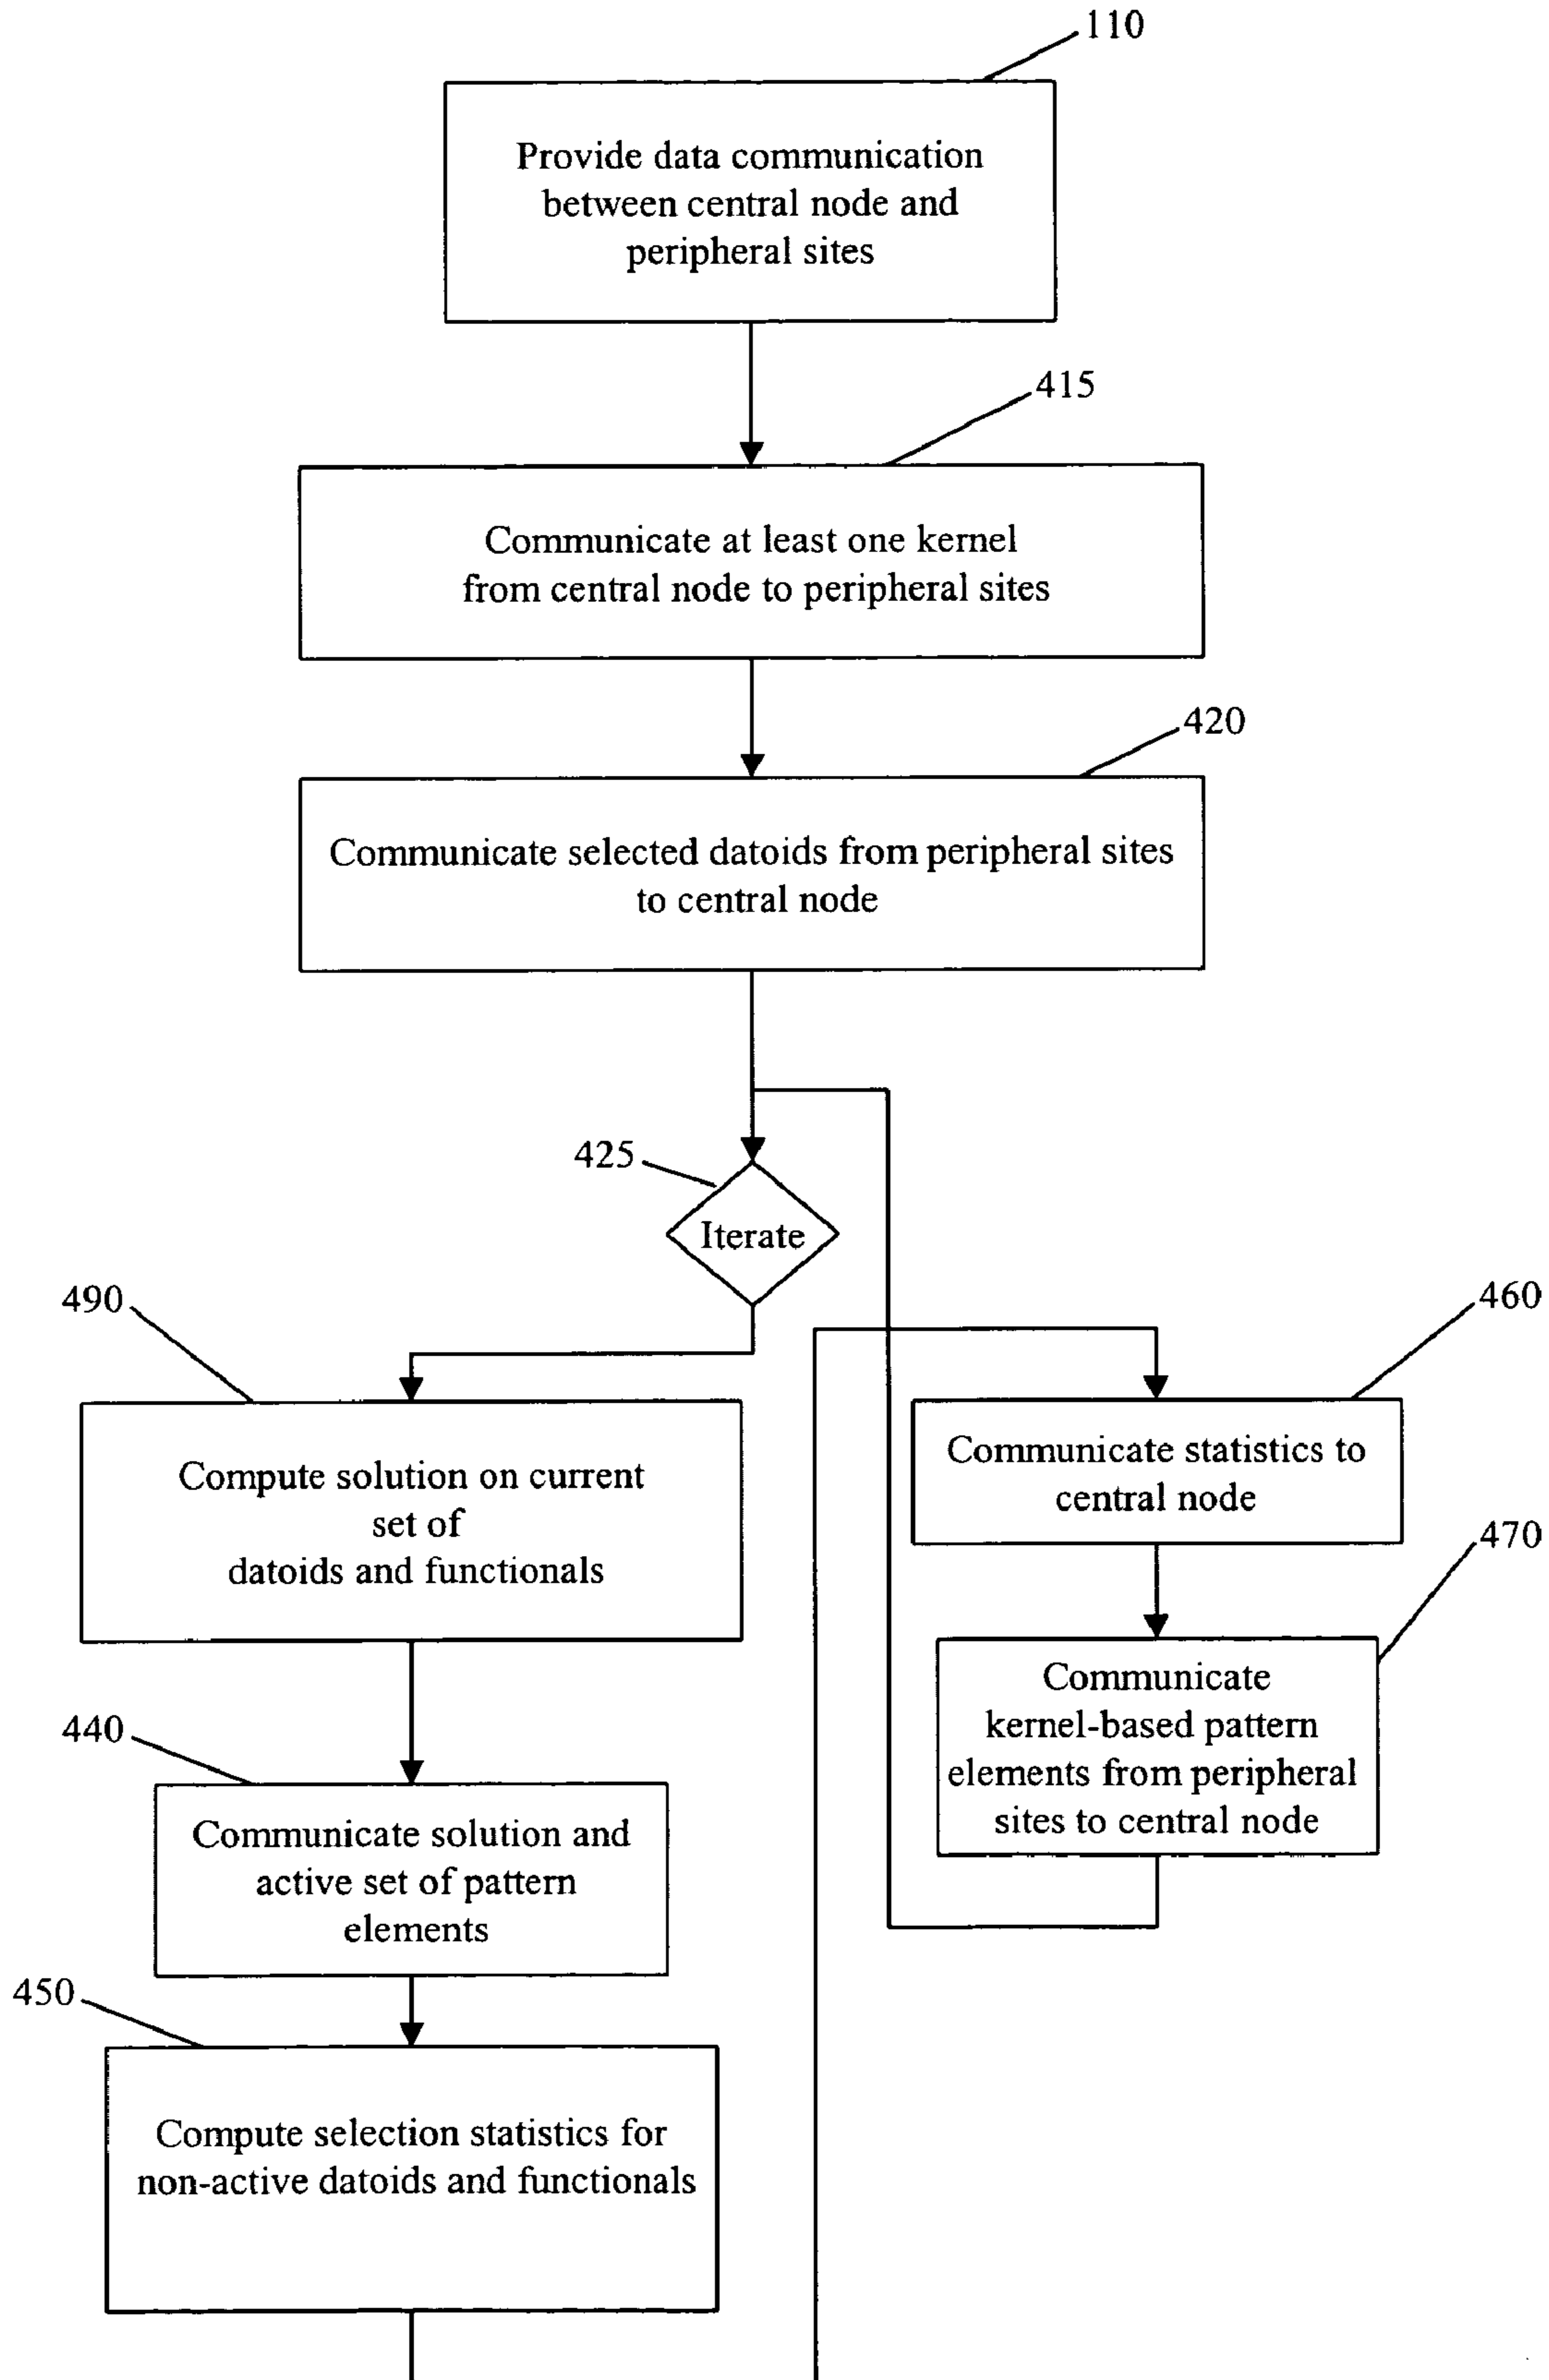 110
Provide data communication
between central node and
peripheral sites
415
Communicate at least one kernel
from central node to peripheral sites
420
Communicate selected datoids from peripheral sites
to central node
425
Iterate
490
Compute solution on current
set of
datoids and functionals
440
Communicate solution and
active set of pattern
elements
450
Compute selection statistics for
non-active datoids and functionals
460
Communicate statistics to
central node
470
Communicate
kernel-based pattern
elements from peripheral
sites to central node